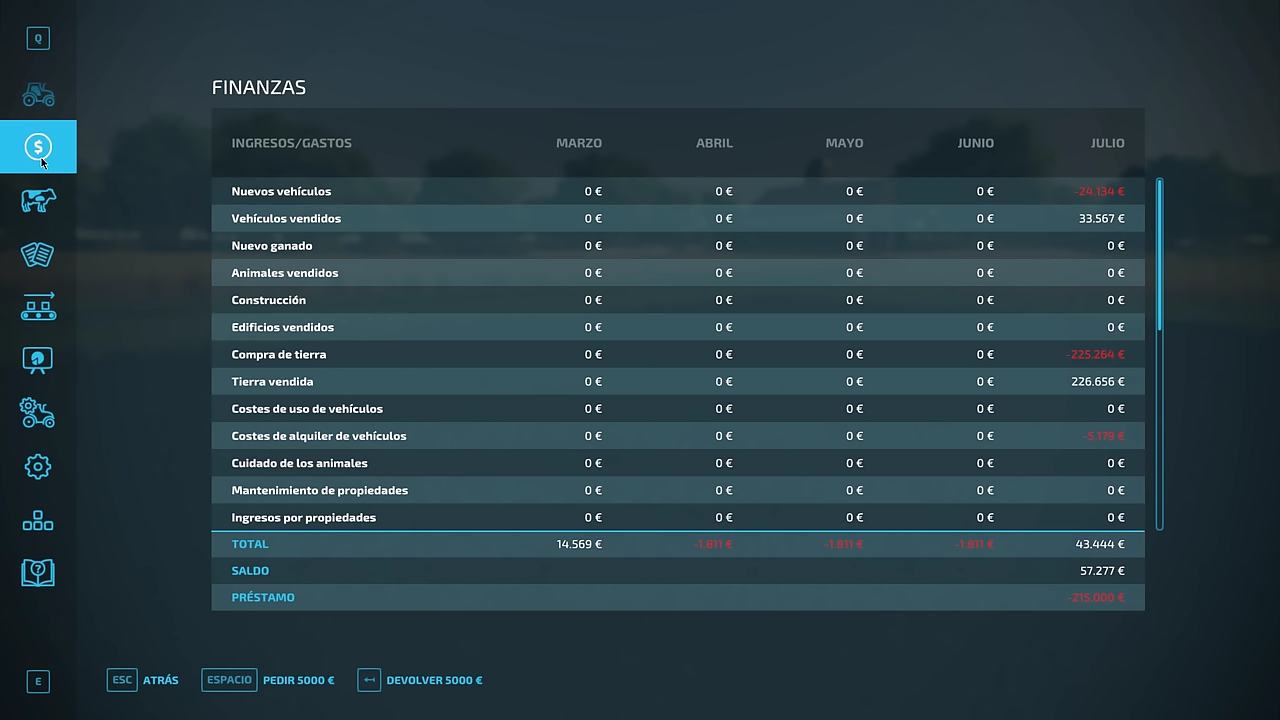 Q
FINANZAS
INGRESOS/GASTOS MARZO ABRIL MAYO JUNIO JULIO
Nuevos vehículos 0 € 0 € 0 € 0 € -24.134 €
Vehículos vendidos 0 € 0 € 0 € 0 € 33.567 €
Nuevo ganado 0 € 0 € 0 € 0 € 0 €
Animales vendidos 0 € 0 € 0 € 0 € 0 €
Construcción 0 € 0 € 0 € 0 € 0 €
Edificios vendidos 0 € 0 € 0 € 0 € 0 €
Compra de tierra 0 € 0 € 0 € 0 € -225.264 €
Tierra vendida 0 € 0 € 0 € 0 € 226.656 €
Costes de uso de vehículos 0 € 0 € 0 € 0 € 0 €
Costes de alquiler de vehículos 0 € 0 € 0 € 0 € -5.179 €
Cuidado de los animales 0 € 0 € 0 € 0 € 0 €
Mantenimiento de propiedades 0 € 0 € 0 € 0 € 0 €
Ingresos por propiedades 0 € 0 € 0 € 0 € 0 €
TOTAL 14.569 € -1.811 € -1.811 € -1.811 € 43.444 €
SALDO 57.277 €
PRÉSTAMO -215.000 €
E
ESC ATRÁS ESPACIO PEDIR 5000 € DEVOLVER 5000 €